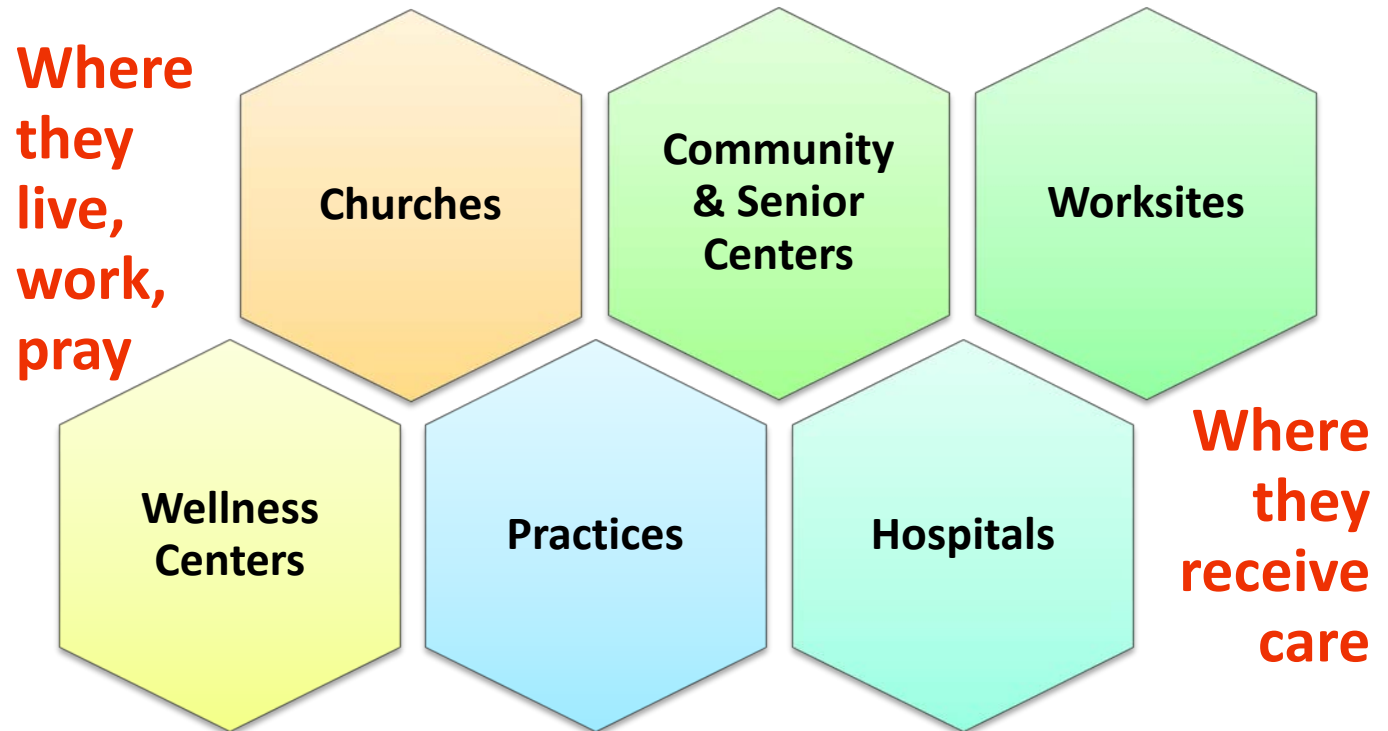 Where
they
live,
work,
pray
Churches
Community
& Senior
Centers
Worksites
Wellness
Centers
Practices
Hospitals
Where
they
receive
care